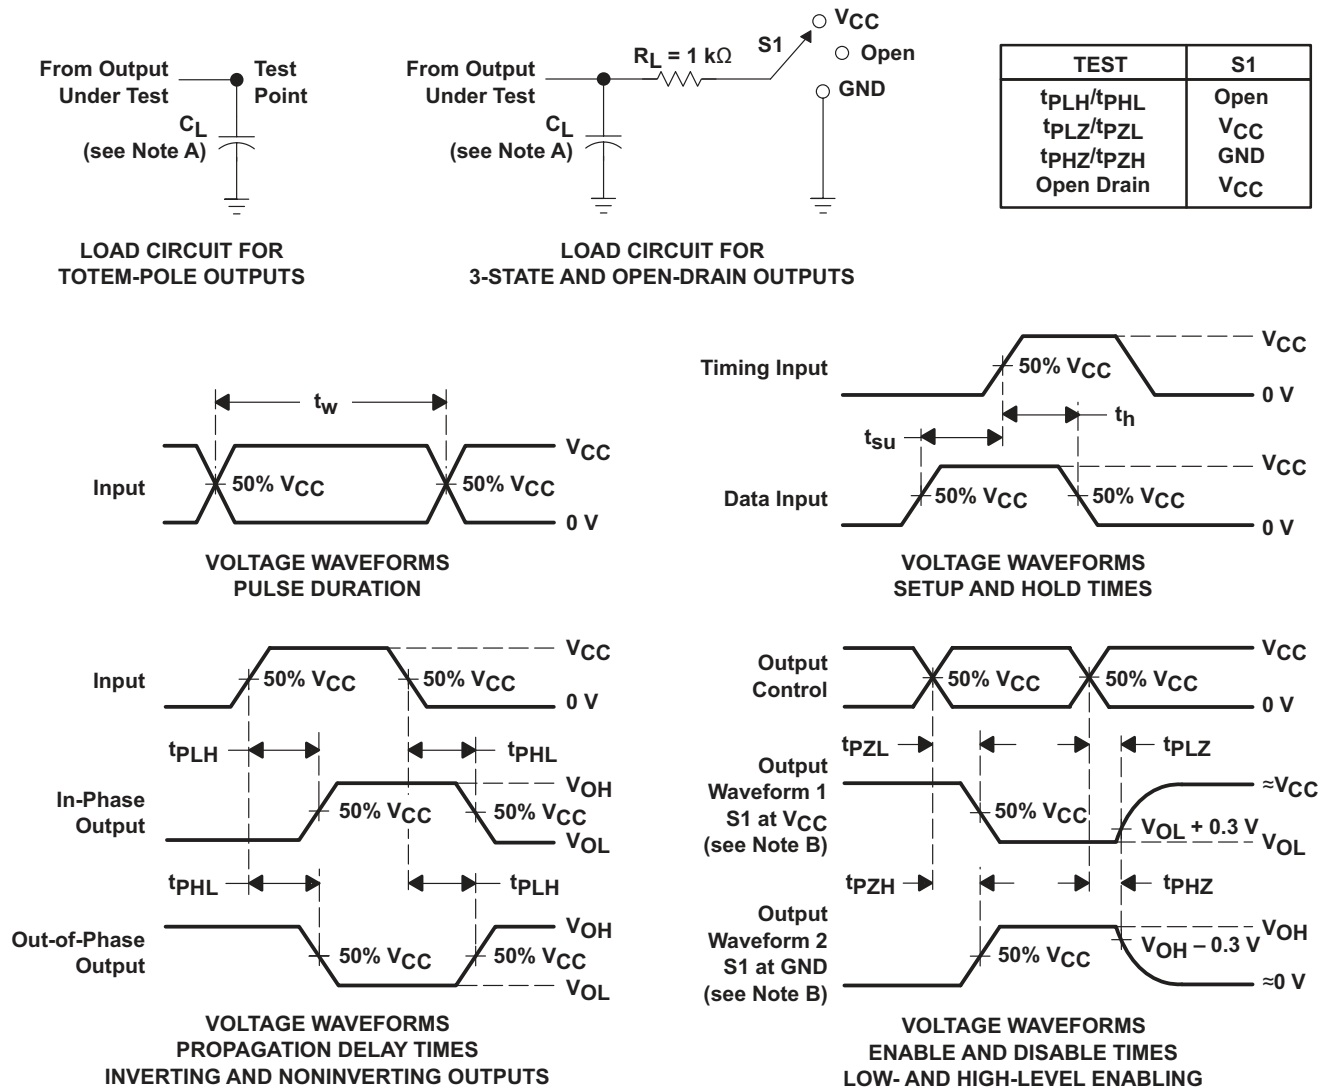 From Output
Under Test
Test
Point
CL
(see Note A)
LOAD CIRCUIT FOR
TOTEM-POLE OUTPUTS
From Output
Under Test
RL = 1 kΩ
S1
VCC
Open
GND
CL
(see Note A)
LOAD CIRCUIT FOR
3-STATE AND OPEN-DRAIN OUTPUTS
TEST S1
tPLH/tPHL Open
tPLZ/tPZL VCC
tPHZ/tPZH GND
Open Drain VCC
tw
Input
50% VCC
50% VCC
VCC
0 V
VOLTAGE WAVEFORMS
PULSE DURATION
Timing Input
50% VCC
VCC
0 V
tsu
th
Data Input
50% VCC
50% VCC
VCC
0 V
VOLTAGE WAVEFORMS
SETUP AND HOLD TIMES
Input
50% VCC
50% VCC
VCC
0 V
tPLH
tPHL
In-Phase
Output
50% VCC
50% VCC
VOH
VOL
tPHL
tPLH
Out-of-Phase
Output
50% VCC
50% VCC
VOH
VOL
VOLTAGE WAVEFORMS
PROPAGATION DELAY TIMES
INVERTING AND NONINVERTING OUTPUTS
Output
Control
50% VCC
50% VCC
VCC
0 V
tPZL
tPLZ
Output
Waveform 1
S1 at VCC
(see Note B)
50% VCC
VOL + 0.3 V
≈VCC
VOL
tPZH
tPHZ
Output
Waveform 2
S1 at GND
(see Note B)
50% VCC
VOH – 0.3 V
VOH
≈0 V
VOLTAGE WAVEFORMS
ENABLE AND DISABLE TIMES
LOW- AND HIGH-LEVEL ENABLING